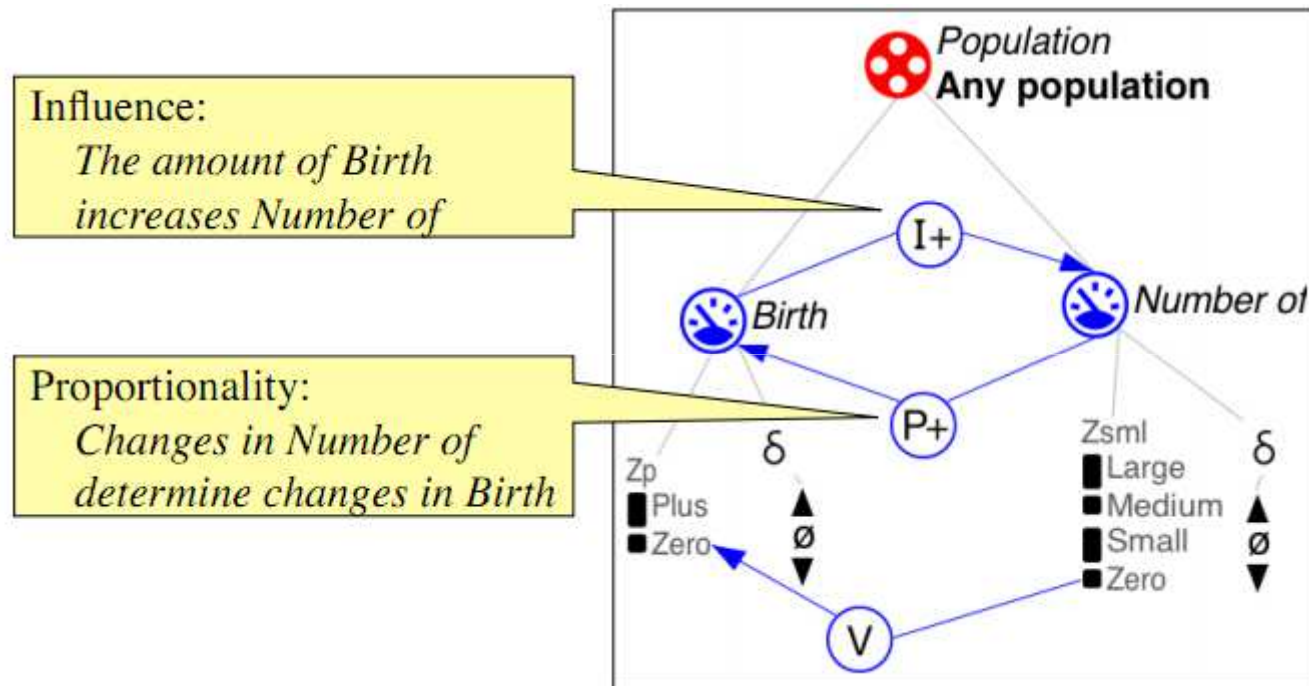 Population
Any population
Influence:
The amount of Birth
increases Number of
I+
Birth
Number of
Proportionality:
Changes in Number of
determine changes in Birth
P+
Zp
Plus
Zero
δ
ø
Zsml
Large
Medium
Small
Zero
δ
ø
V